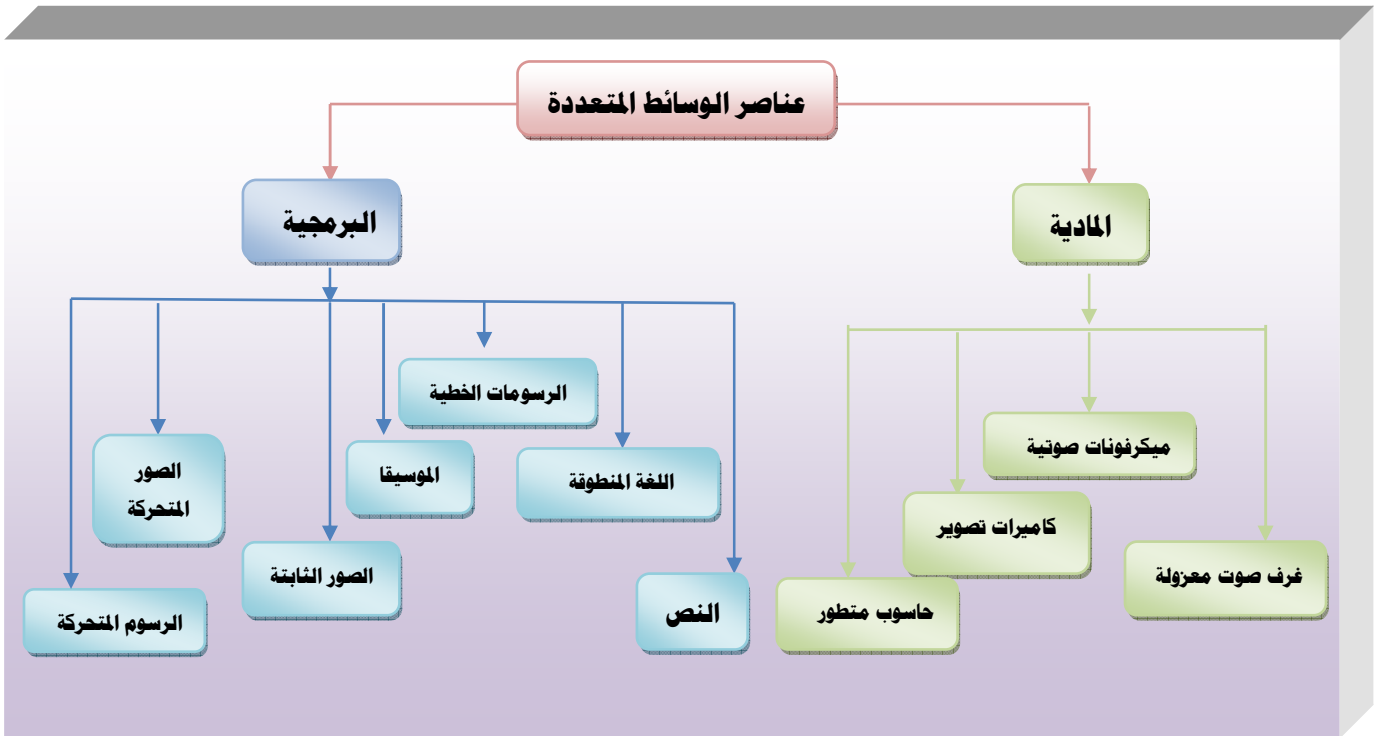 عناصر الوسائط المتعددة
المادية
البرمجية
غرف صوت معزولة
ميكرفونات صوتية
كاميرات تصوير
حاسوب متطور
النص
اللغة المنطوقة
الرسومات الخطية
الموسيقا
الصور الثابتة
الصور
المتحركة
الرسوم المتحركة